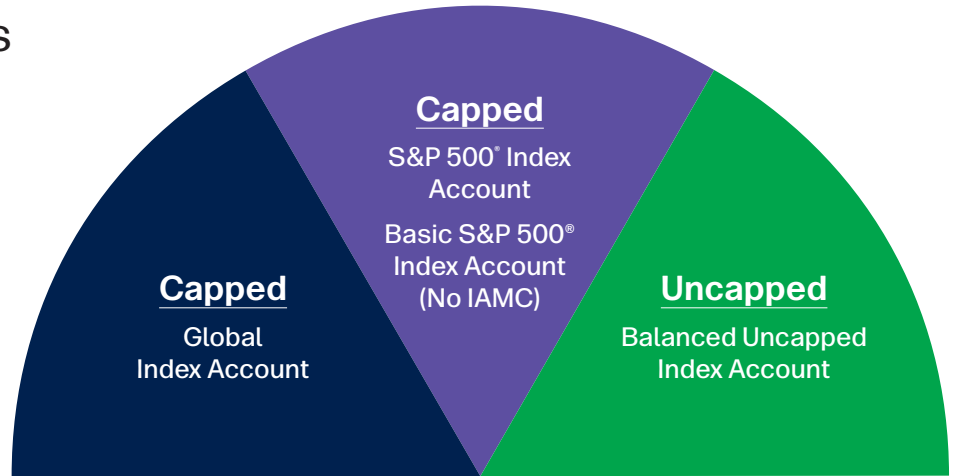 s
Capped
S&P 500® Index
Account
Basic S&P 500®
Index Account
(No IAMC)
Capped
Global
Index Account
Uncapped
Balanced Uncapped
Index Account